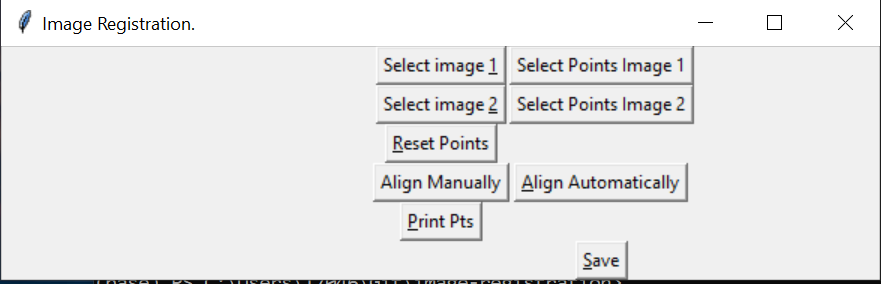 Image Registration.
Select image 1 Select Points Image 1
Select image 2 Select Points Image 2
Reset Points
Align Manually Align Automatically
Print Pts
Save